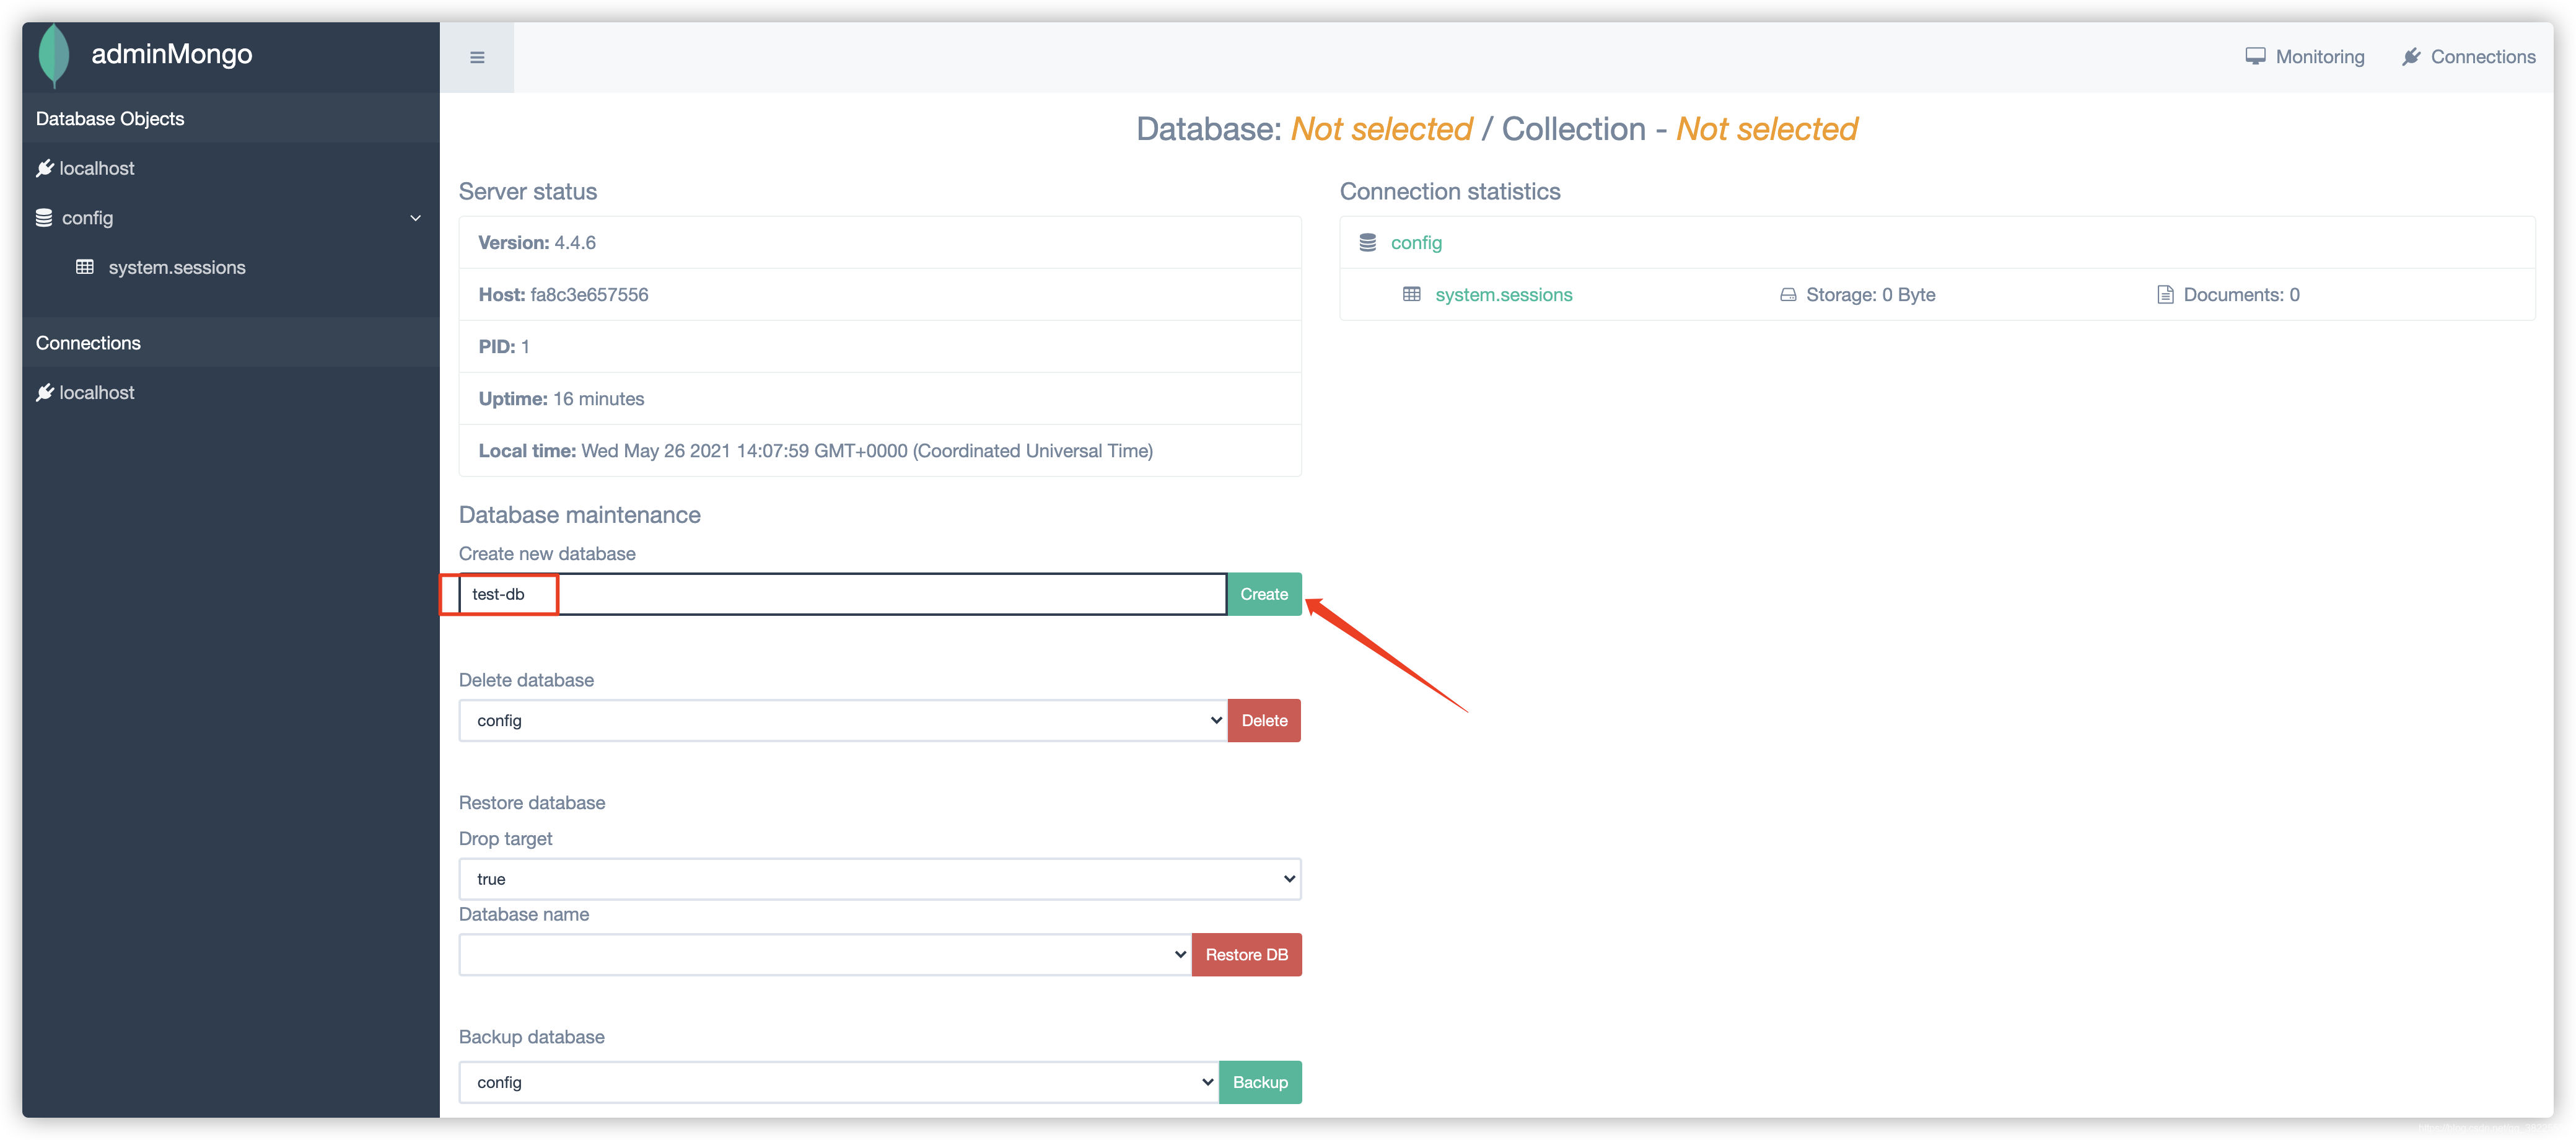 adminMongo
Monitoring
Connections
Database Objects
localhost
config
system.sessions
Connections
localhost
Database: Not selected / Collection - Not selected
Server status
Version: 4.4.6
Host: fa8c3e657556
PID: 1
Uptime: 16 minutes
Local time: Wed May 26 2021 14:07:59 GMT+0000 (Coordinated Universal Time)
Connection statistics
config
system.sessions Storage: 0 Byte Documents: 0
Database maintenance
Create new database
test-db Create
Delete database
config Delete
Restore database
Drop target
true
Database name
Restore DB
Backup database
config Backup